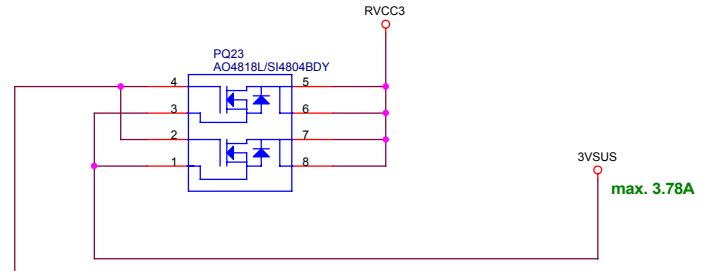 RVCC3
PQ23
AO4818L/SI4804BDY
4 5
3 6
2 7
1 8
3VSUS
max. 3.78A